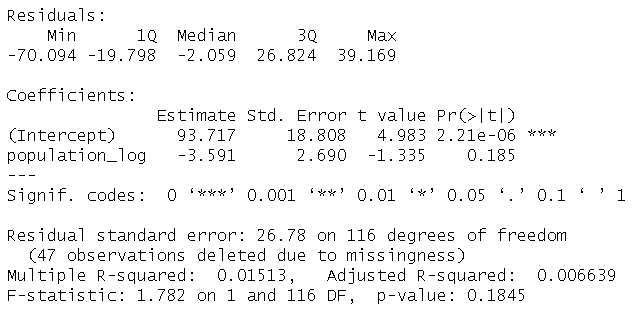 Residuals:
    Min      1Q  Median      3Q     Max
-70.094 -19.798  -2.059  26.824  39.169

Coefficients:
               Estimate Std. Error t value Pr(>|t|)
(Intercept)      93.717     18.808   4.983 2.21e-06 ***
population_log   -3.591      2.690  -1.335    0.185
---
Signif. codes:  0 ‘***’ 0.001 ‘**’ 0.01 ‘*’ 0.05 ‘.’ 0.1 ‘ ’ 1

Residual standard error: 26.78 on 116 degrees of freedom
  (47 observations deleted due to missingness)
Multiple R-squared:  0.01513,   Adjusted R-squared:  0.006639
F-statistic: 1.782 on 1 and 116 DF,  p-value: 0.1845